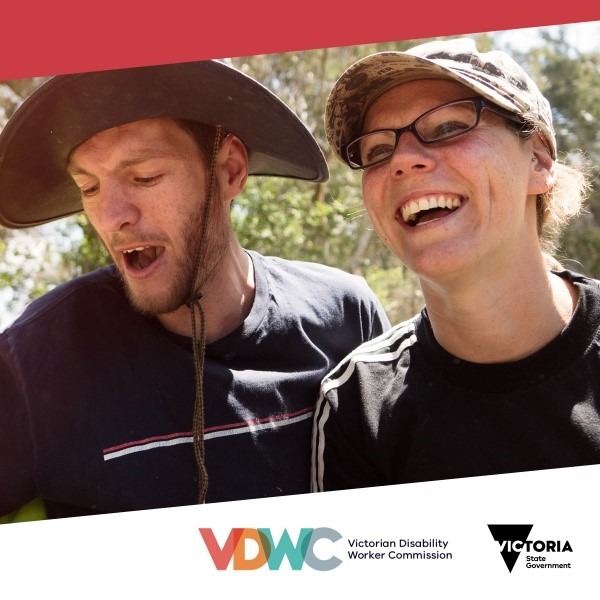 VDWC
Victorian Disability
Worker Commission
VICTORIA
State
Government